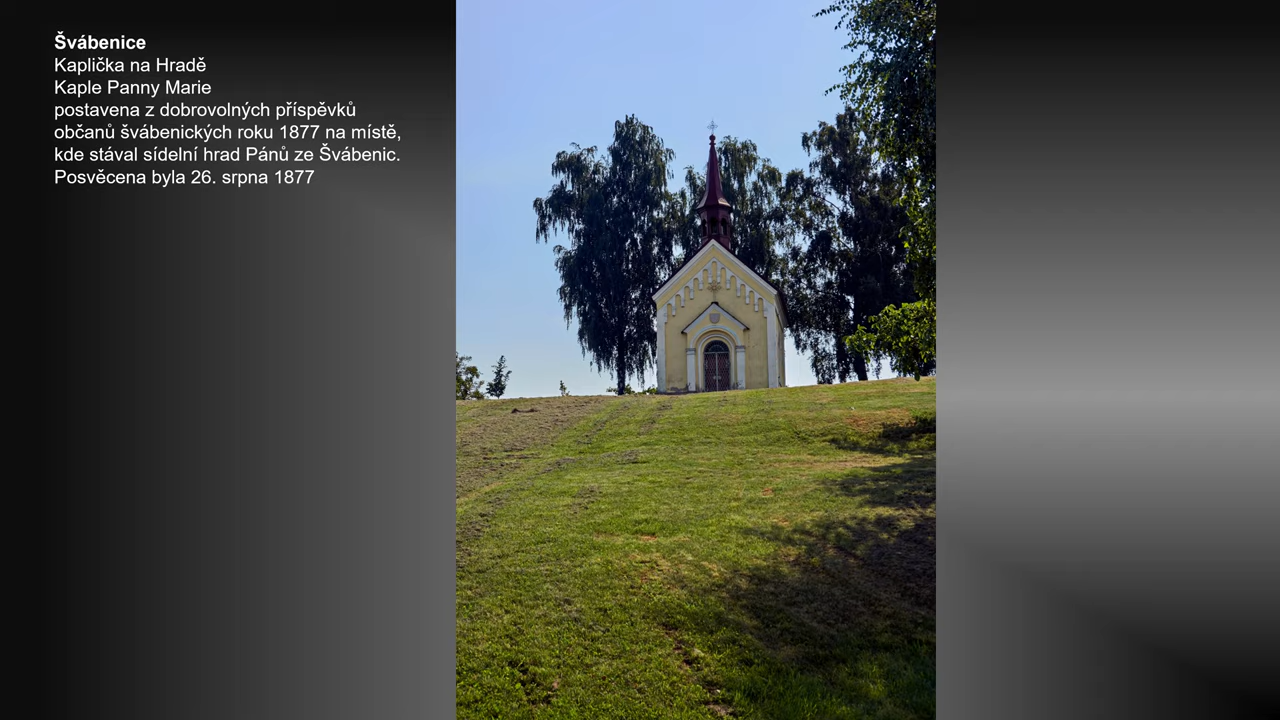 Švábenice
Kaplička na Hradě
Kaple Panny Marie
postavena z dobrovolných příspěvků
občanů švábenických roku 1877 na místě,
kde stával sídelní hrad Pánů ze Švábenic.
Posvěcena byla 26. srpna 1877